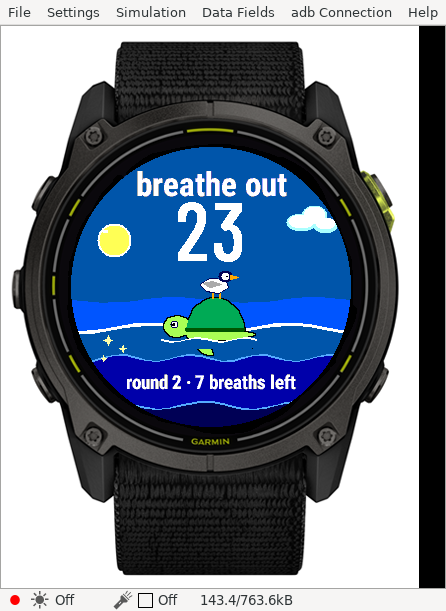 File Settings Simulation Data Fields adb Connection Help
breathe out
23
round 2 · 7 breaths left
GARMIN
Off Off 143.4/763.6kB